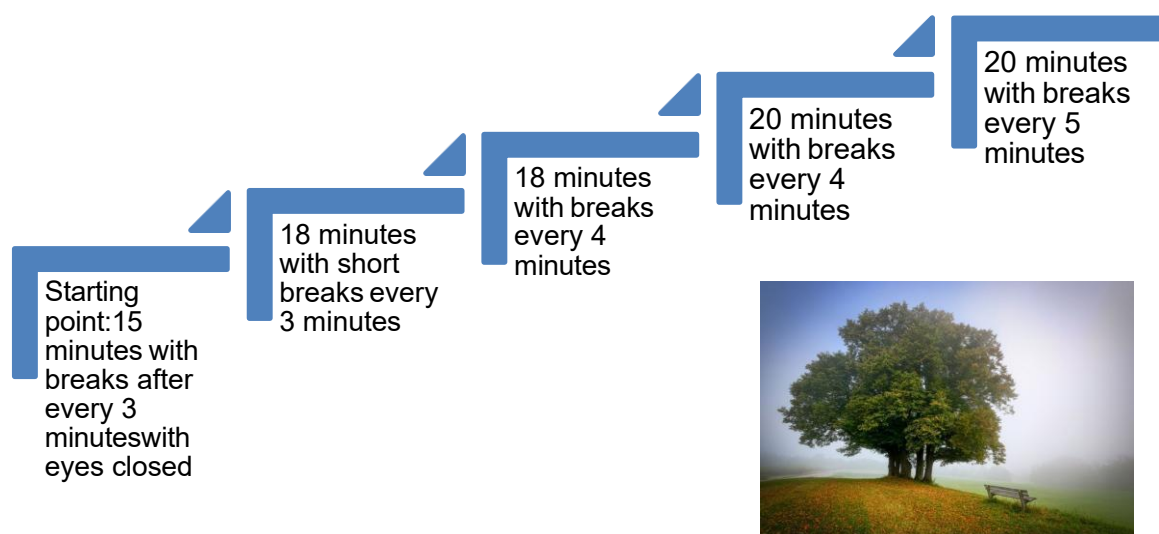 Starting
point:15
minutes with
breaks after
every 3
minuteswith
eyes closed
18 minutes
with short
breaks every
3 minutes
18 minutes
with breaks
every 4
minutes
20 minutes
with breaks
every 4
minutes
20 minutes
with breaks
every 5
minutes